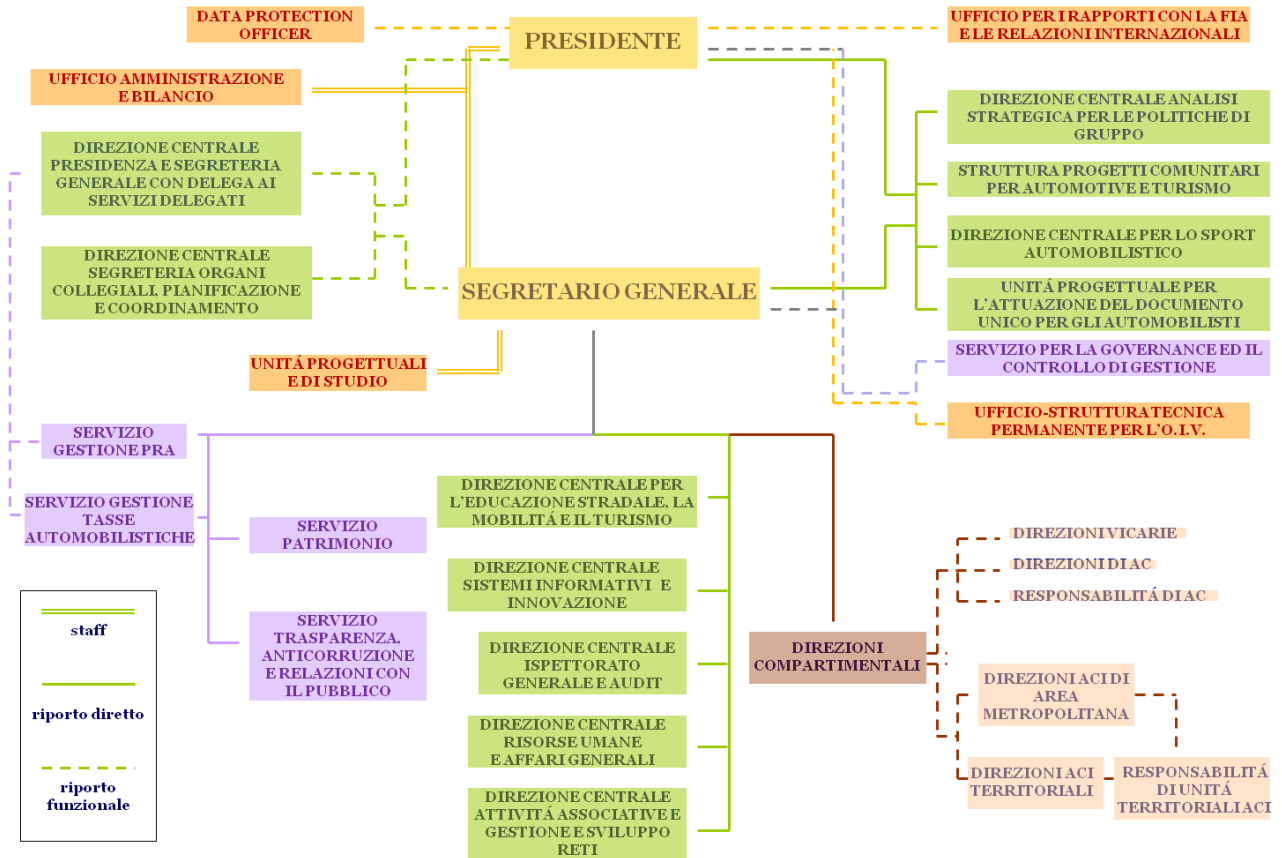 DATA PROTECTION
OFFICER
PRESIDENTE
UFFICIO PER I RAPPORTI CON LA FIA
E LE RELAZIONI INTERNAZIONALI
UFFICIO AMMINISTRAZIONE
E BILANCIO
DIREZIONE CENTRALE ANALISI
STRATEGICA PER LE POLITICHE DI
GRUPPO
DIREZIONE CENTRALE
PRESIDENZA E SEGRETERIA
GENERALE CON DELEGA AI
SERVIZI DELEGATI
STRUTTURA PROGETTI COMUNITARI
PER AUTOMOTIVE E TURISMO
DIREZIONE CENTRALE PER LO SPORT
AUTOMOBILISTICO
DIREZIONE CENTRALE
SEGRETERIA ORGANI
COLLEGIALI, PIANIFICAZIONE
E COORDINAMENTO
SEGRETARIO GENERALE
UNITÁ PROGETTUALE PER
L'ATTUAZIONE DEL DOCUMENTO
UNICO PER GLI AUTOMOBILISTI
UNITÁ PROGETTUALI
E DI STUDIO
SERVIZIO PER LA GOVERNANCE ED IL
CONTROLLO DI GESTIONE
UFFICIO-STRUTTURA TECNICA
PERMANENTE PER L'O.I.V.
SERVIZIO
GESTIONE PRA
SERVIZIO GESTIONE
TASSE
AUTOMOBILISTICHE
SERVIZIO
PATRIMONIO
SERVIZIO
TRASPARENZA,
ANTICORRUZIONE
E RELAZIONI CON
IL PUBBLICO
DIREZIONE CENTRALE PER
L'EDUCAZIONE STRADALE, LA
MOBILITÁ E IL TURISMO
DIREZIONE CENTRALE
SISTEMI INFORMATIVI E
INNOVAZIONE
DIREZIONE CENTRALE
ISPETTORATO
GENERALE E AUDIT
DIREZIONE CENTRALE
RISORSE UMANE
E AFFARI GENERALI
DIREZIONE CENTRALE
ATTIVITÁ ASSOCIATIVE E
GESTIONE E SVILUPPO
RETI
DIREZIONI
COMPARTIMENTALI
DIREZIONI VICARIE
DIREZIONI DI AC
RESPONSABILITÁ DI AC
DIREZIONI ACI DI
AREA
METROPOLITANA
DIREZIONI ACI
TERRITORIALI
RESPONSABILITÁ
DI UNITÁ
TERRITORIALI ACI
staff
riporto diretto
riporto
funzionale